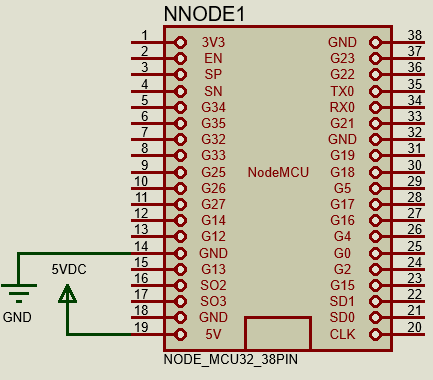 NNODE1
1 3V3 GND 38
2 EN G23 37
3 SP G22 36
4 SN TX0 35
5 G34 RX0 34
6 G35 G21 33
7 G32 GND 32
8 G33 G19 31
9 G25 NodeMCU G18 30
10 G26 G5 29
11 G27 G17 28
12 G14 G16 27
13 G12 G4 26
14 GND G0 25
5VDC 15 G13 G2 24
16 SO2 G15 23
17 SO3 SD1 22
GND 18 GND SD0 21
19 5V CLK 20
NODE_MCU32_38PIN